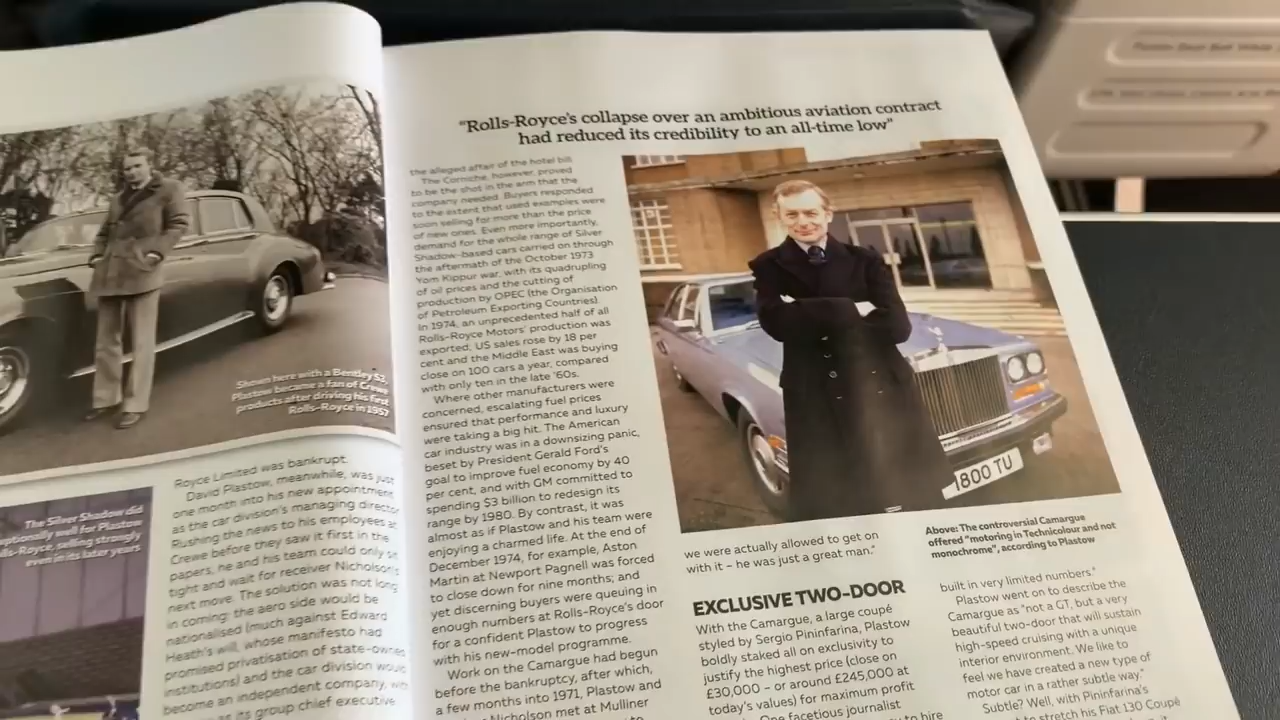 Shown here with a Bentley S3,
Plastow became a fan of Crewe
products after driving his first
Rolls-Royce in 1957
The Silver Shadow did
well for Plastow
selling strongly
even in its later years
Royce Limited was bankrupt.
David Plastow, meanwhile, was just
one month into his new appointment
as the car division's managing director
Rushing the news to his employees at
Crewe before they saw it first in the
papers, he and his team could only sit
tight and wait for receiver Nicholson's
next move. The solution was not long
in coming: the aero side would be
nationalised (much against Edward
Heath's will, whose manifesto had
promised privatisation of state-owned
institutions) and the car division would
become an independent company, with
as its group chief executive
"Rolls-Royce's collapse over an ambitious aviation contract
had reduced its credibility to an all-time low"
the alleged affair of the hotel bill.
The Corniche, however, proved
to be the shot in the arm that the
company needed. Buyers responded
to the extent that used examples were
soon selling for more than the price
of new ones. Even more importantly,
demand for the whole range of Silver
Shadow-based cars carried on through
the aftermath of the October 1973
Yom Kippur war, with its quadrupling
of oil prices and the cutting of
production by OPEC (the Organisation
of Petroleum Exporting Countries).
In 1974, an unprecedented half of all
Rolls-Royce Motors' production was
exported, US sales rose by 18 per
cent and the Middle East was buying
close on 100 cars a year, compared
with only ten in the late '60s.
Where other manufacturers were
concerned, escalating fuel prices
ensured that performance and luxury
were taking a big hit. The American
car industry was in a downsizing panic,
beset by President Gerald Ford's
goal to improve fuel economy by 40
per cent, and with GM committed to
spending $3 billion to redesign its
range by 1980. By contrast, it was
almost as if Plastow and his team were
enjoying a charmed life. At the end of
December 1974, for example, Aston
Martin at Newport Pagnell was forced
to close down for nine months; and
yet discerning buyers were queuing in
enough numbers at Rolls-Royce's door
for a confident Plastow to progress
with his new-model programme.
Work on the Camargue had begun
before the bankruptcy, after which,
a few months into 1971, Plastow and
Nicholson met at Mulliner
to
1800 TU
Above: The controversial Camargue
offered "motoring in Technicolour and not
monochrome", according to Plastow
we were actually allowed to get on
with it – he was just a great man."
EXCLUSIVE TWO-DOOR
With the Camargue, a large coupé
styled by Sergio Pininfarina, Plastow
boldly staked all on exclusivity to
justify the highest price (close on
£30,000 – or around £245,000 at
today's values) for maximum profit
One facetious journalist
to hire
built in very limited numbers."
Plastow went on to describe the
Camargue as "not a GT, but a very
beautiful two-door that will sustain
high-speed cruising with a unique
interior environment. We like to
feel we have created a new type of
motor car in a rather subtle way."
Subtle? Well, with Pininfarina's
to stretch his Fiat 130 Coupé